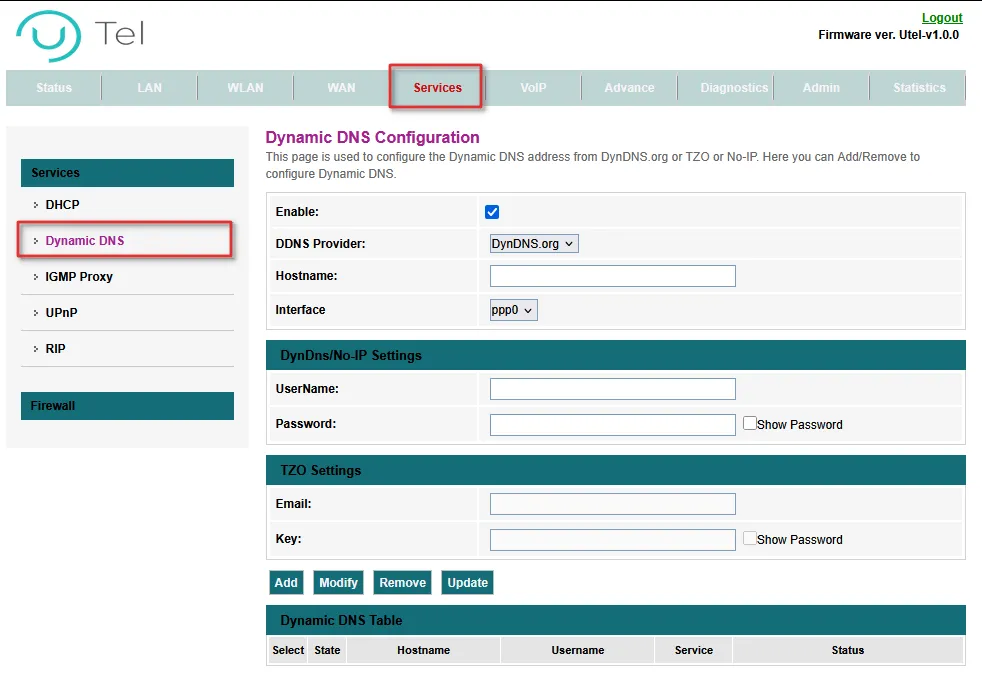 Tel
Logout
Firmware ver. Utel-v1.0.0
Status LAN WLAN WAN Services VoIP Advance Diagnostics Admin Statistics
Services
DHCP
Dynamic DNS
IGMP Proxy
UPnP
RIP
Firewall
Dynamic DNS Configuration
This page is used to configure the Dynamic DNS address from DynDNS.org or TZO or No-IP. Here you can Add/Remove to
configure Dynamic DNS.
Enable:
DDNS Provider: DynDNS.org
Hostname:
Interface ppp0
DynDns/No-IP Settings
UserName:
Password: Show Password
TZO Settings
Email:
Key: Show Password
Add Modify Remove Update
Dynamic DNS Table
Select State Hostname Username Service Status